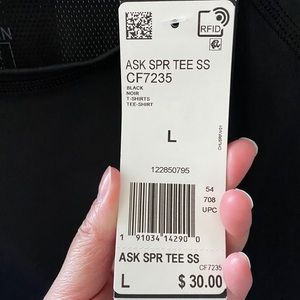 RFID
ASK SPR TEE SS
CF7235
BLACK
NOIR
T-SHIRTS
TEE-SHIRT
L
122850795
54
708
UPC
1 91034 14290 0
ASK SPR TEE SS
CF7235
L $ 30.00